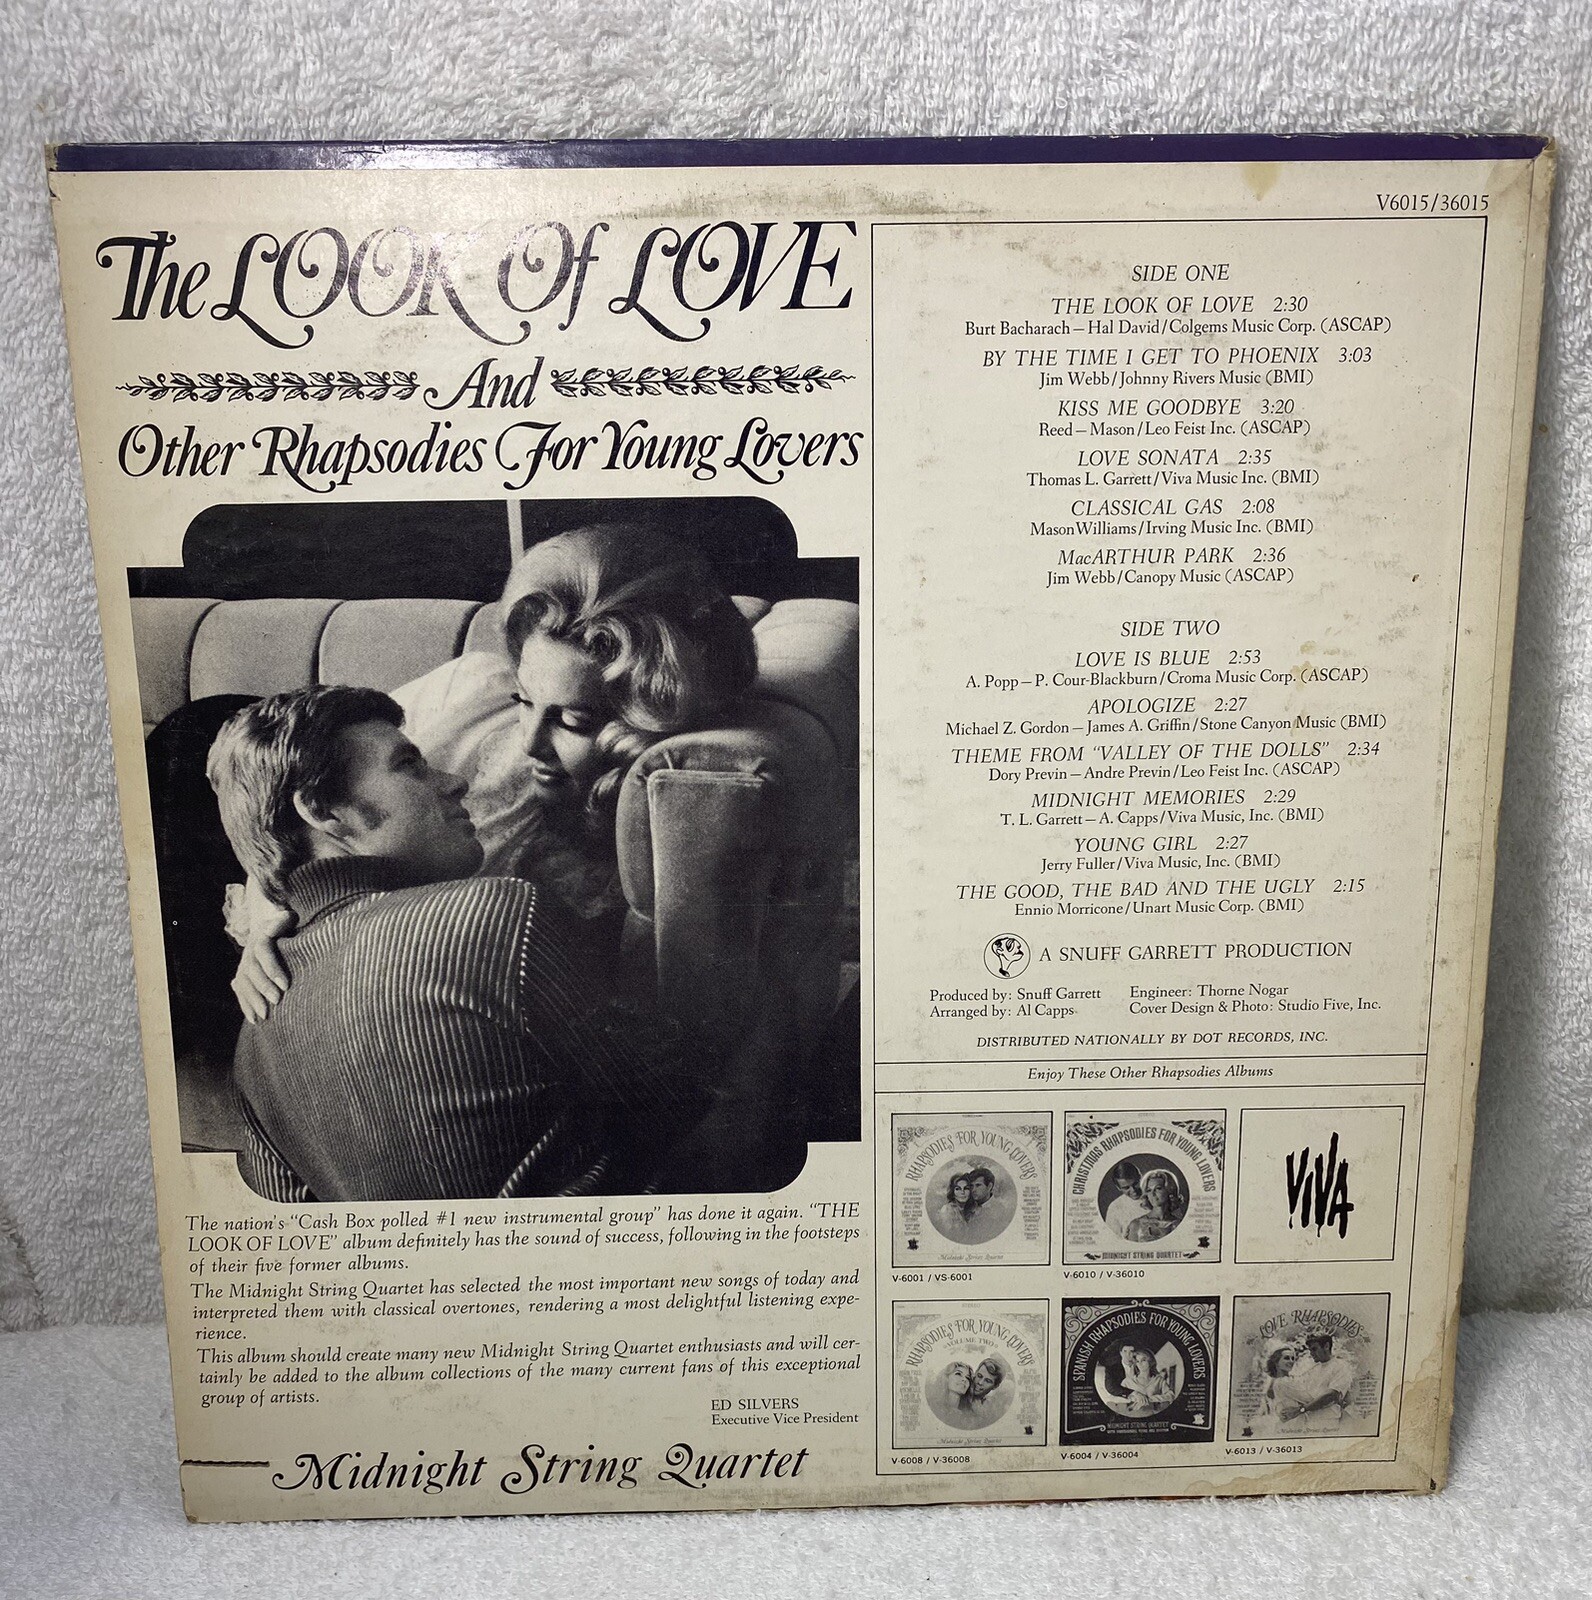 V6015/36015
The LOOK Of LOVE
And
Other Rhapsodies For Young Lovers
The nation's "Cash Box polled #1 new instrumental group" has done it again. "THE
LOOK OF LOVE" album definitely has the sound of success, following in the footsteps
of their five former albums.
The Midnight String Quartet has selected the most important new songs of today and
interpreted them with classical overtones, rendering a most delightful listening expe-
rience.
This album should create many new Midnight String Quartet enthusiasts and will cer-
tainly be added to the album collections of the many current fans of this exceptional
group of artists.
ED SILVERS
Executive Vice President
Midnight String Quartet
SIDE ONE
THE LOOK OF LOVE 2:30
Burt Bacharach – Hal David/Colgems Music Corp. (ASCAP)
BY THE TIME I GET TO PHOENIX 3:03
Jim Webb/Johnny Rivers Music (BMI)
KISS ME GOODBYE 3:20
Reed – Mason/Leo Feist Inc. (ASCAP)
LOVE SONATA 2:35
Thomas L. Garrett/Viva Music Inc. (BMI)
CLASSICAL GAS 2:08
Mason Williams/Irving Music Inc. (BMI)
MacARTHUR PARK 2:36
Jim Webb/Canopy Music (ASCAP)
SIDE TWO
LOVE IS BLUE 2:53
A. Popp – P. Cour-Blackburn/Croma Music Corp. (ASCAP)
APOLOGIZE 2:27
Michael Z. Gordon – James A. Griffin/Stone Canyon Music (BMI)
THEME FROM "VALLEY OF THE DOLLS" 2:34
Dory Previn – Andre Previn/Leo Feist Inc. (ASCAP)
MIDNIGHT MEMORIES 2:29
T. L. Garrett – A. Capps/Viva Music, Inc. (BMI)
YOUNG GIRL 2:27
Jerry Fuller/Viva Music, Inc. (BMI)
THE GOOD, THE BAD AND THE UGLY 2:15
Ennio Morricone/Unart Music Corp. (BMI)
A SNUFF GARRETT PRODUCTION
Produced by: Snuff Garrett Engineer: Thorne Nogar
Arranged by: Al Capps Cover Design & Photo: Studio Five, Inc.
DISTRIBUTED NATIONALLY BY DOT RECORDS, INC.
Enjoy These Other Rhapsodies Albums
RHAPSODIES FOR YOUNG LOVERS
Midnight String Quartet
V-6001 / VS-6001
CHRISTMAS RHAPSODIES FOR YOUNG LOVERS
MIDNIGHT STRING QUARTET
V-6010 / V-36010
VIVA
RHAPSODIES FOR YOUNG LOVERS
VOLUME TWO
Midnight String Quartet
V-6008 / V-36008
SPANISH RHAPSODIES FOR YOUNG LOVERS
MIDNIGHT STRING QUARTET
V-6004 / V-36004
LOVE RHAPSODIES
V-6013 / V-36013